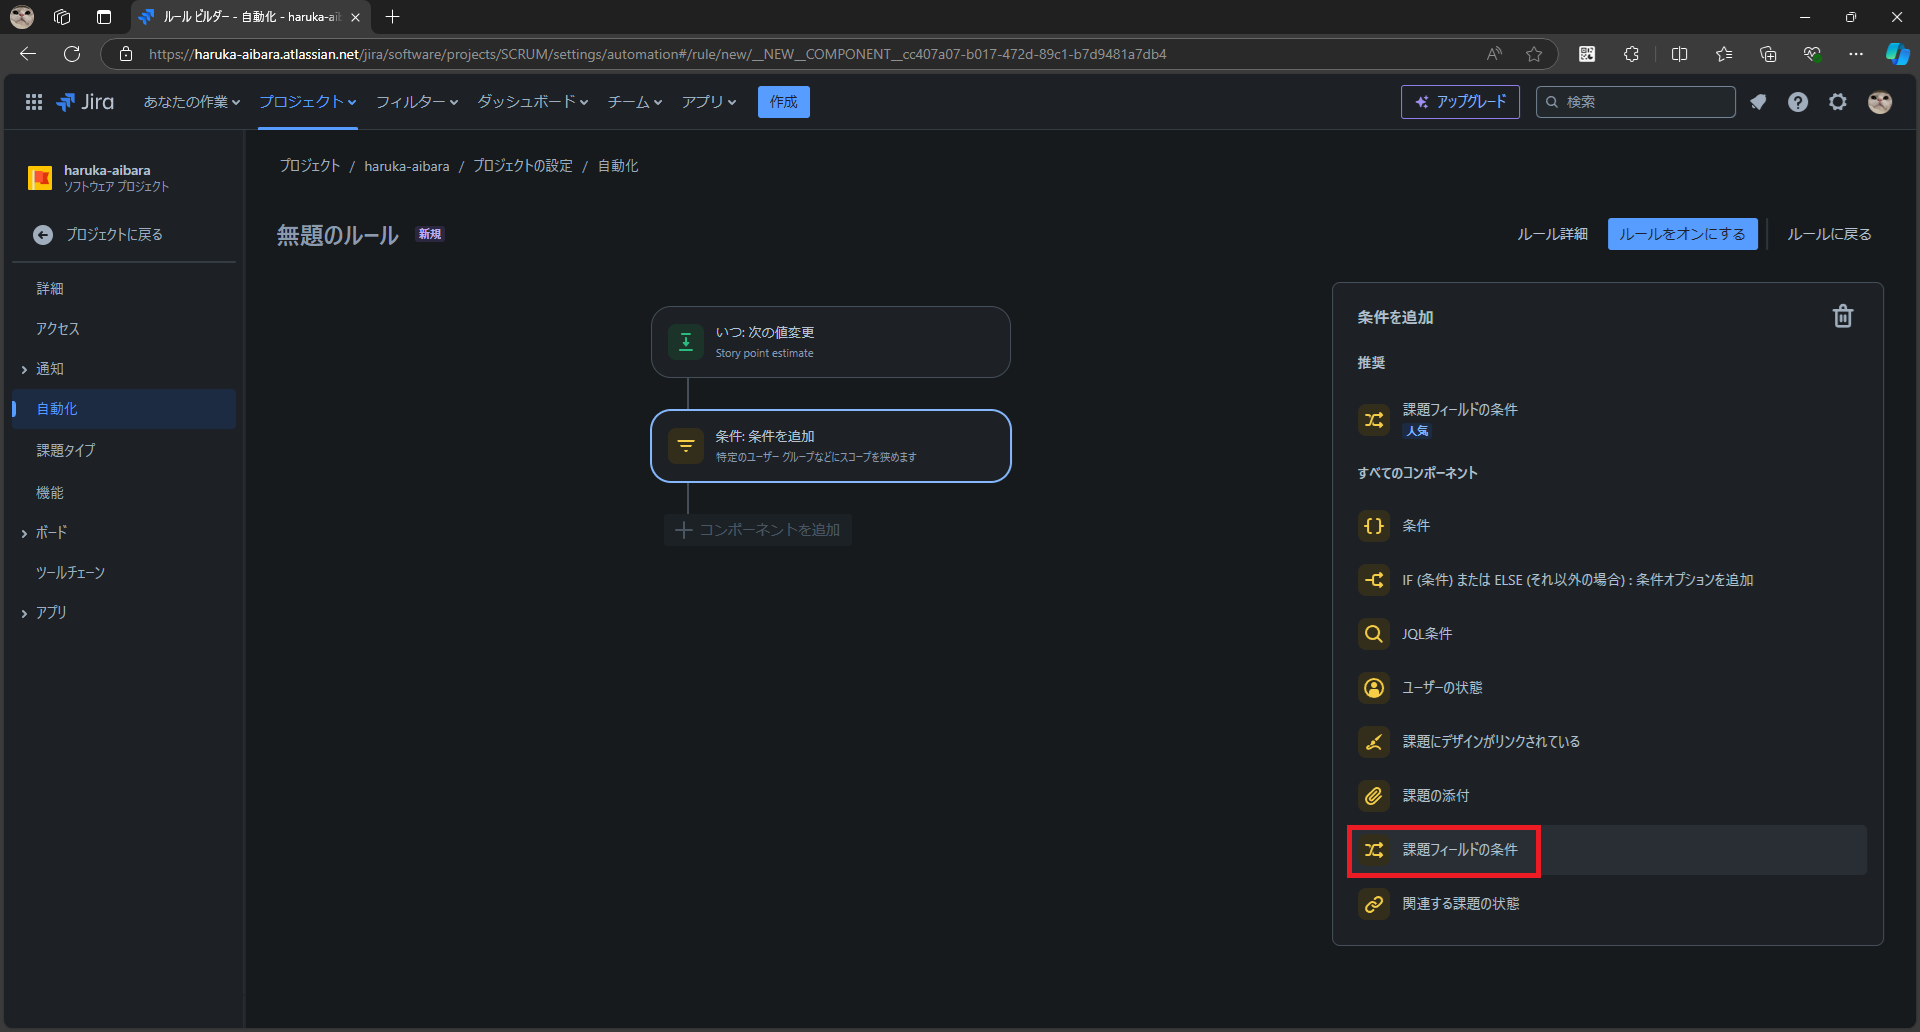 ルール ビルダー - 自動化 - haruka-ai
https://haruka-aibara.atlassian.net/jira/software/projects/SCRUM/settings/automation#/rule/new/__NEW__COMPONENT__cc407a07-b017-472d-89c1-b7d9481a7db4
Jira
あなたの作業
プロジェクト
フィルター
ダッシュボード
チーム
アプリ
作成
アップグレード
検索
haruka-aibara
ソフトウェア プロジェクト
プロジェクトに戻る
詳細
アクセス
通知
自動化
課題タイプ
機能
ボード
ツールチェーン
アプリ
プロジェクト / haruka-aibara / プロジェクトの設定 / 自動化
無題のルール 新規
ルール詳細
ルールをオンにする
ルールに戻る
いつ: 次の値変更
Story point estimate
条件: 条件を追加
特定のユーザー グループなどにスコープを狭めます
コンポーネントを追加
条件を追加
推奨
課題フィールドの条件
人気
すべてのコンポーネント
条件
IF (条件) または ELSE (それ以外の場合) : 条件オプションを追加
JQL条件
ユーザーの状態
課題にデザインがリンクされている
課題の添付
課題フィールドの条件
関連する課題の状態